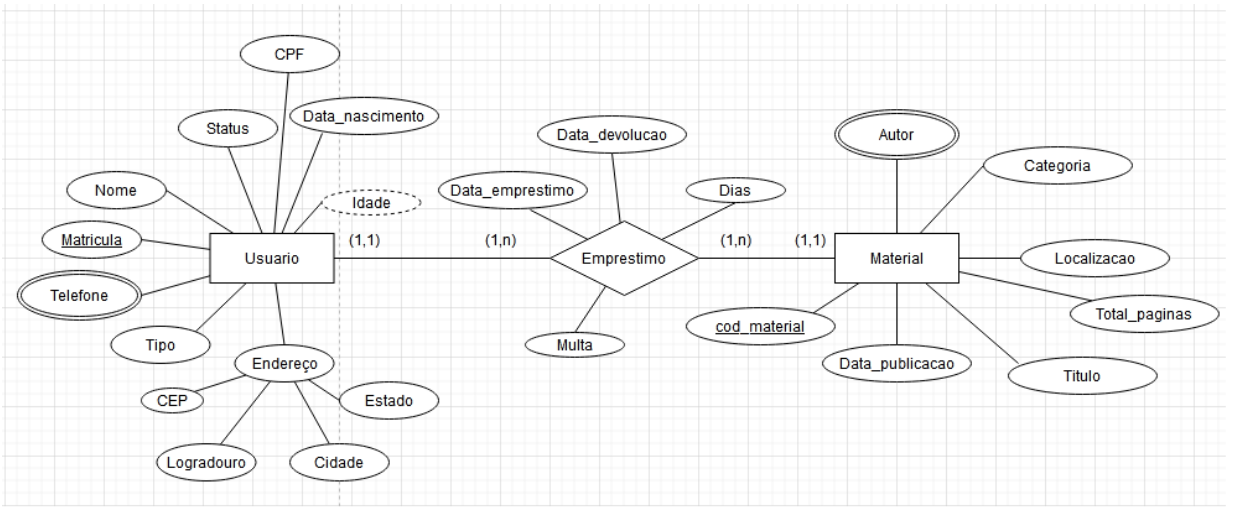 CPF
Status
Data_nascimento
Data_devolucao
Autor
Categoria
Nome
Idade
Data_emprestimo
Dias
Matricula
(1,1)
(1,n)
(1,n)
(1,1)
Usuario
Emprestimo
Material
Localizacao
Telefone
Total_paginas
cod_material
Tipo
Multa
Endereço
Data_publicacao
Titulo
CEP
Estado
Logradouro
Cidade